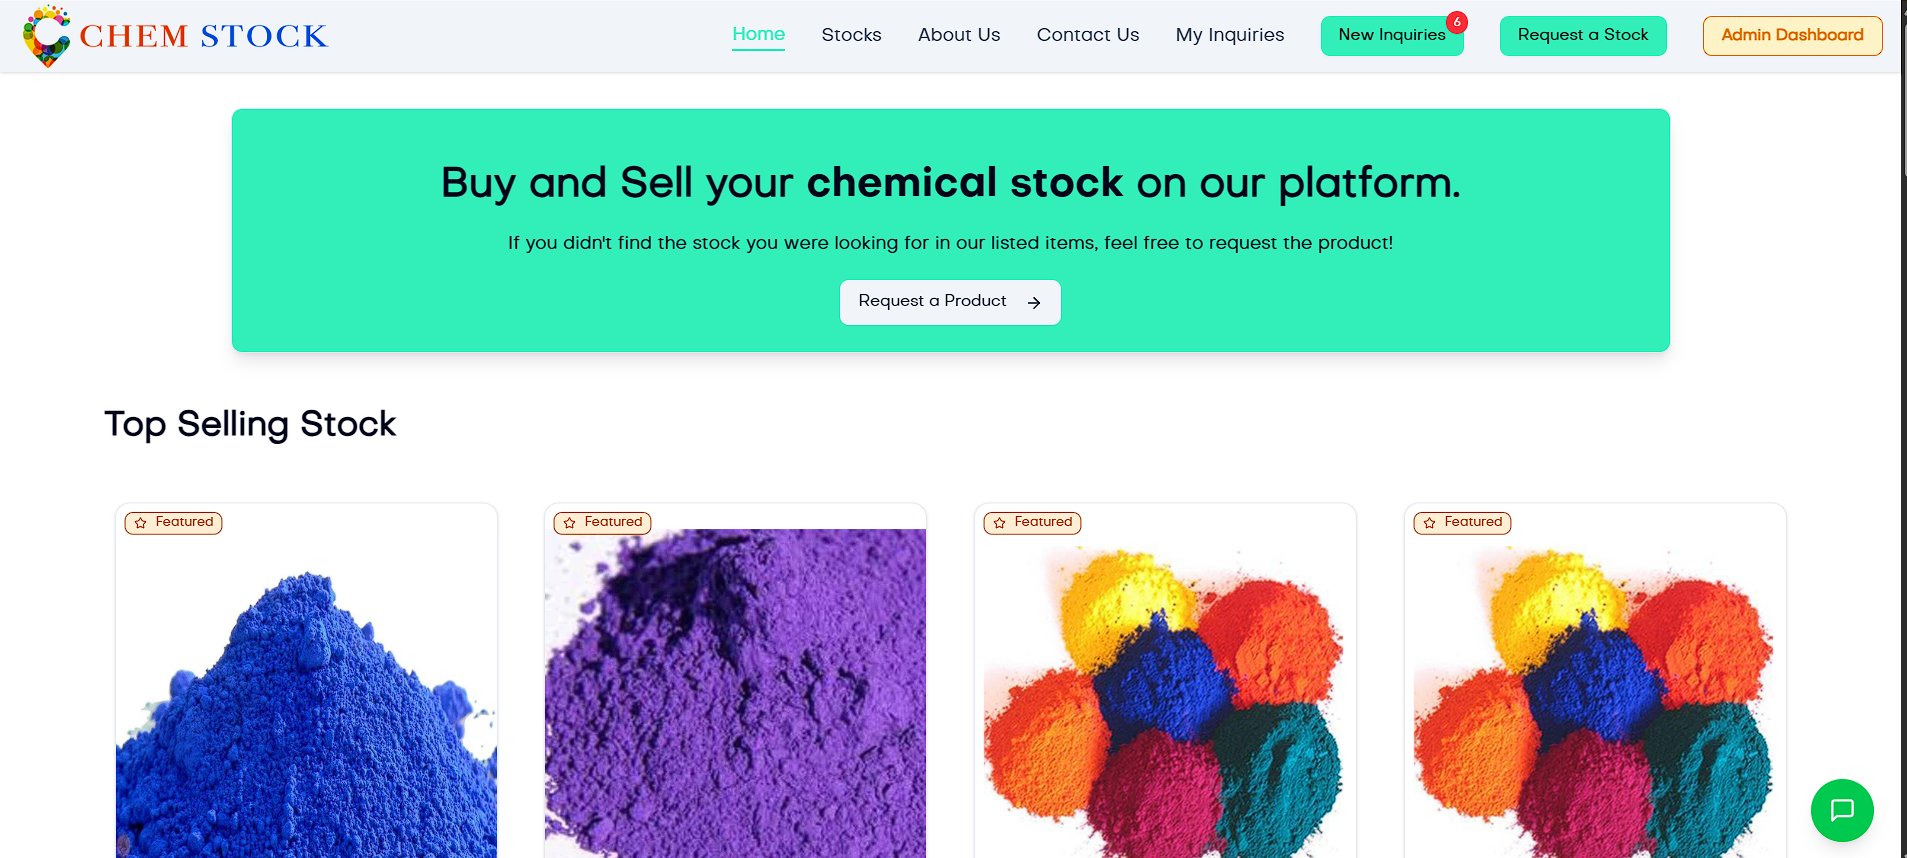 CHEM STOCK
Home
Stocks
About Us
Contact Us
My Inquiries
New Inquiries
6
Request a Stock
Admin Dashboard
Buy and Sell your chemical stock on our platform.
If you didn't find the stock you were looking for in our listed items, feel free to request the product!
Request a Product
Top Selling Stock
Featured
Featured
Featured
Featured